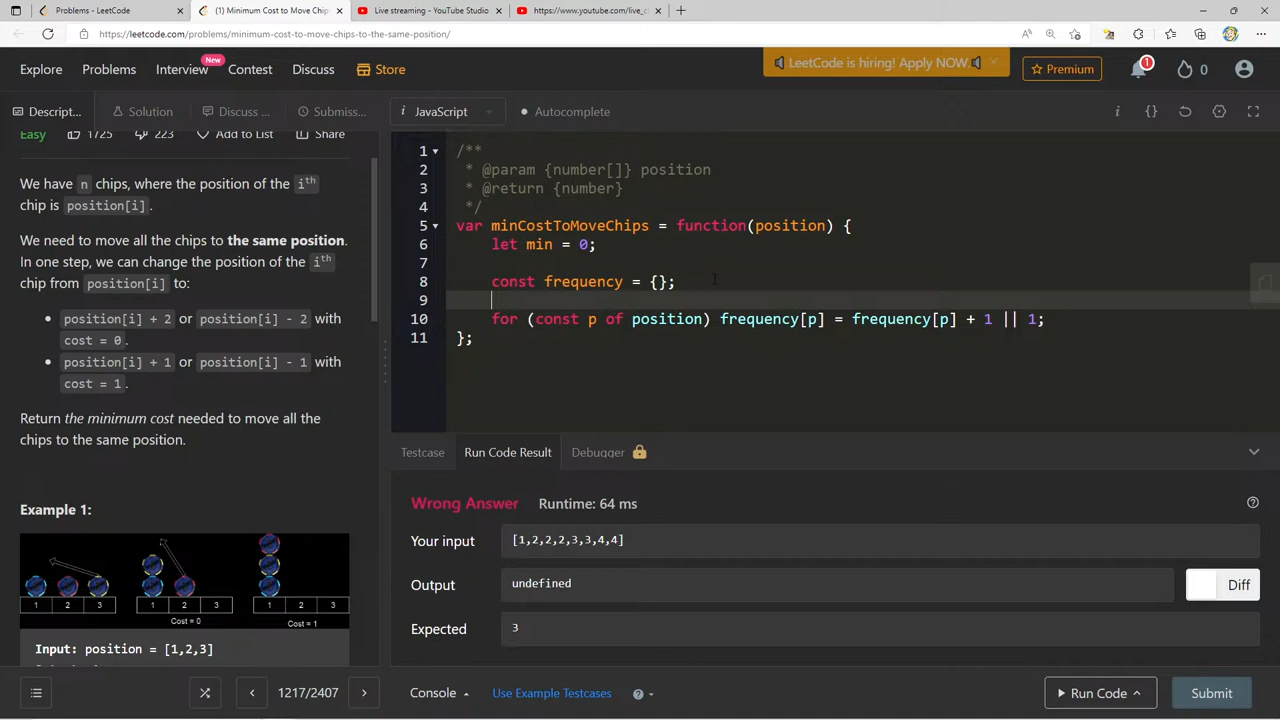 Problems - LeetCode
(1) Minimum Cost to Move Chip
Live streaming - YouTube Studio
https://www.youtube.com/live_c
https://leetcode.com/problems/minimum-cost-to-move-chips-to-the-same-position/
Explore
Problems
Interview
New
Contest
Discuss
Store
LeetCode is hiring! Apply NOW.
Premium
1
0
Descript...
Solution
Discuss ...
Submiss...
i JavaScript
Autocomplete
Easy
1725
223
Add to List
Share
We have n chips, where the position of the ith
chip is position[i].
We need to move all the chips to the same position.
In one step, we can change the position of the ith
chip from position[i] to:
position[i] + 2 or position[i] - 2 with
cost = 0.
position[i] + 1 or position[i] - 1 with
cost = 1.
Return the minimum cost needed to move all the
chips to the same position.
Example 1:
1 2 3
1 2 3
1 2 3
Cost = 0
Cost = 1
Input: position = [1,2,3]
1 /**
2 * @param {number[]} position
3 * @return {number}
4 */
5 var minCostToMoveChips = function(position) {
6 let min = 0;
7
8 const frequency = {};
9
10 for (const p of position) frequency[p] = frequency[p] + 1 || 1;
11 };
Testcase
Run Code Result
Debugger
Wrong Answer
Runtime: 64 ms
Your input
[1,2,2,2,3,3,4,4]
Output
undefined
Diff
Expected
3
1217/2407
Console
Use Example Testcases
Run Code
Submit